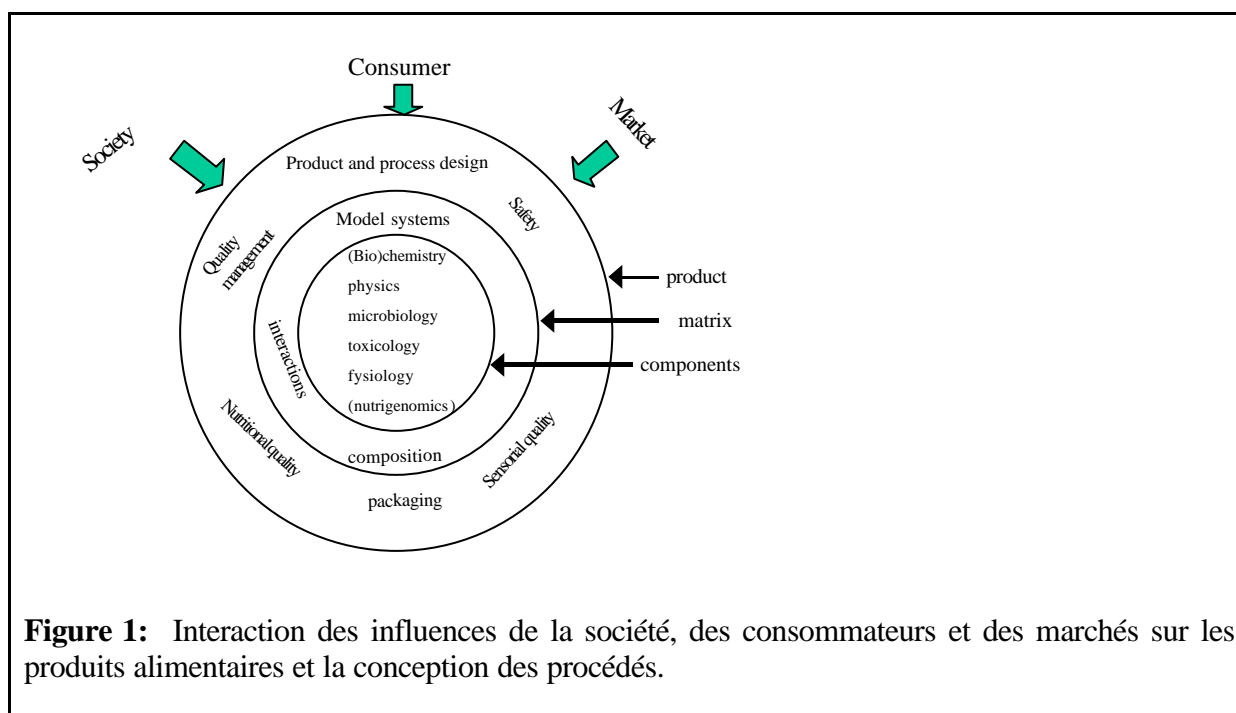 Consumer
Society
Market
Product and process design
Safety
Quality
management
Model systems
(Bio)chemistry
physics
microbiology
toxicology
fysiology
(nutrigenomics)
interactions
product
matrix
components
Nutritional quality
composition
Sensorial quality
packaging
Figure 1: Interaction des influences de la société, des consommateurs et des marchés sur les
produits alimentaires et la conception des procédés.